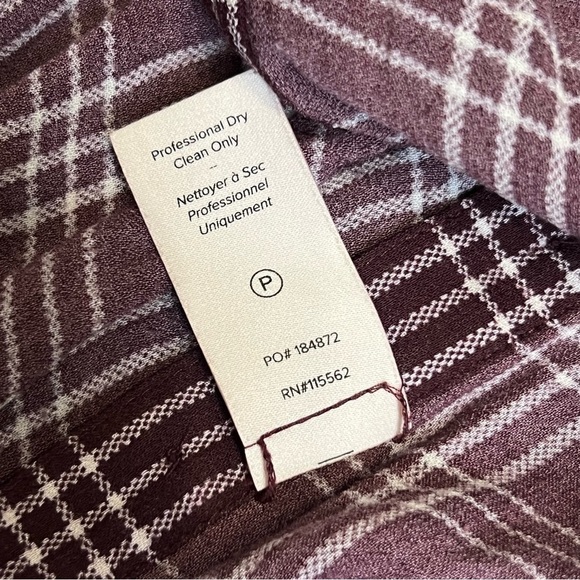 Professional Dry
Clean Only
--
Nettoyer à Sec
Professionnel
Uniquement
P
PO# 184872
RN#115562